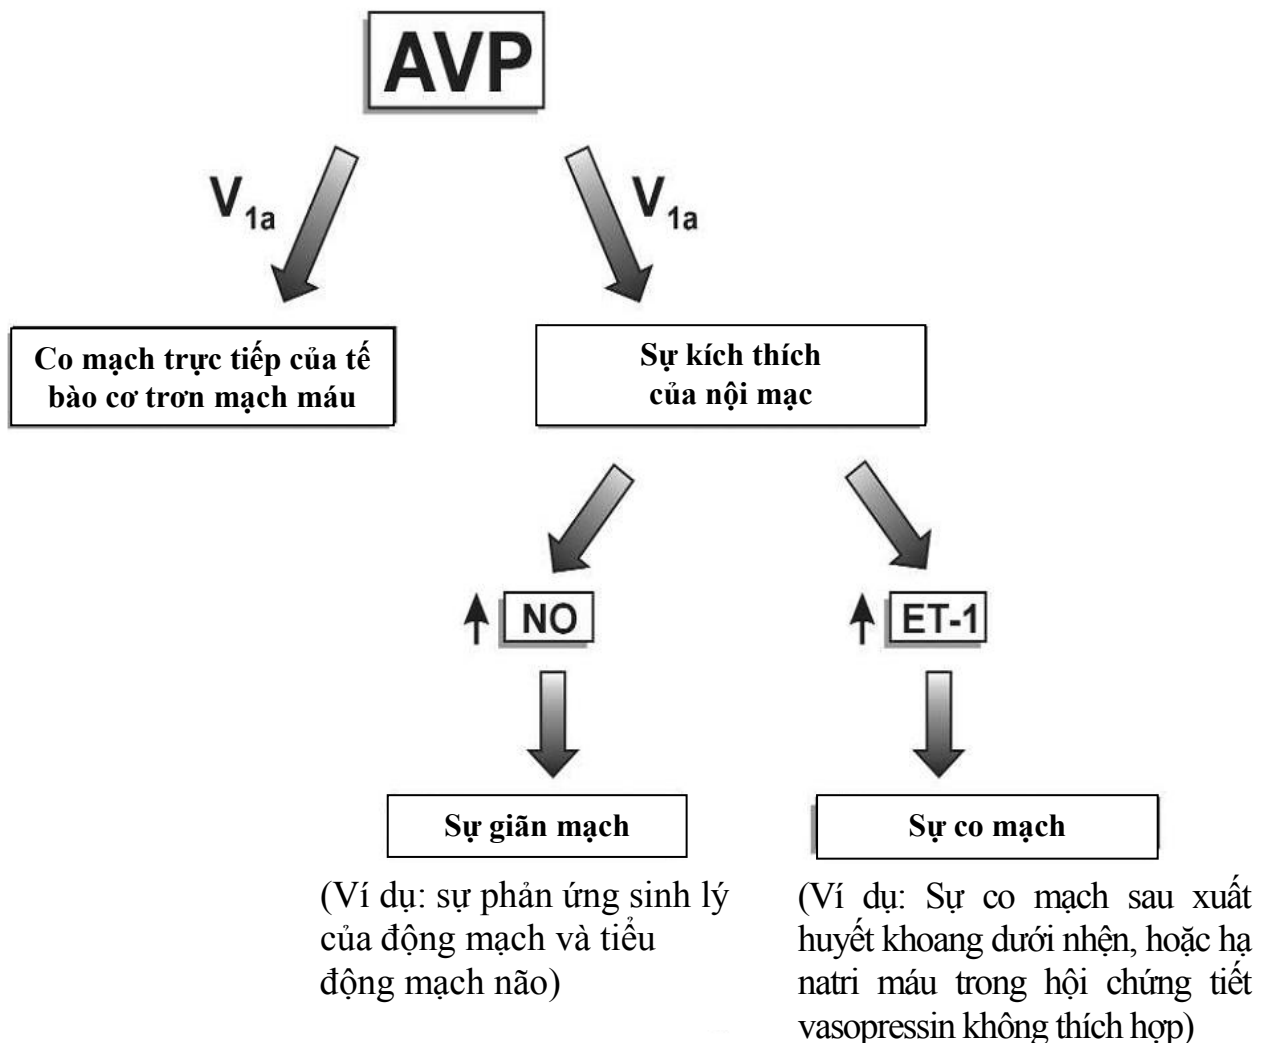 AVP
V1a
V1a
Co mạch trực tiếp của tế
bào cơ trơn mạch máu
Sự kích thích
của nội mạc
NO
ET-1
Sự giãn mạch
Sự co mạch
(Ví dụ: sự phản ứng sinh lý
của động mạch và tiểu
động mạch não)
(Ví dụ: Sự co mạch sau xuất
huyết khoang dưới nhện, hoặc hạ
natri máu trong hội chứng tiết
vasopressin không thích hợp)